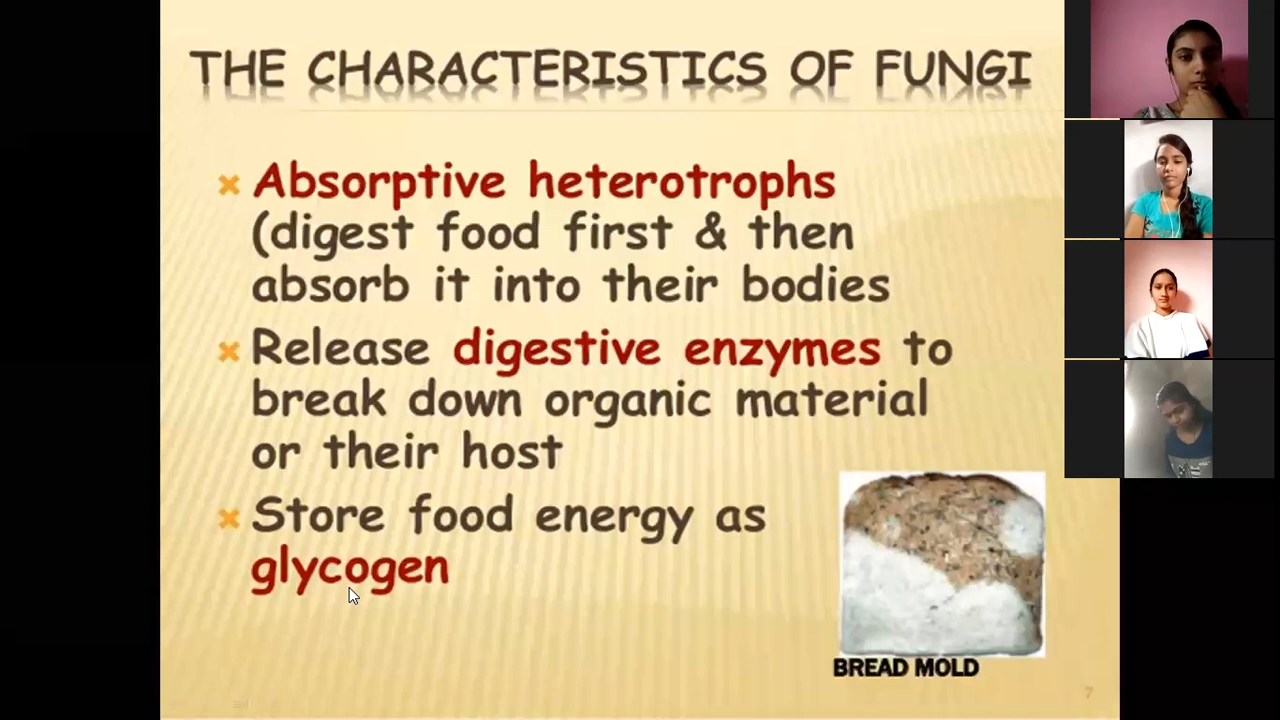 THE CHARACTERISTICS OF FUNGI
Absorptive heterotrophs
(digest food first & then
absorb it into their bodies
Release digestive enzymes to
break down organic material
or their host
Store food energy as
glycogen
BREAD MOLD
7